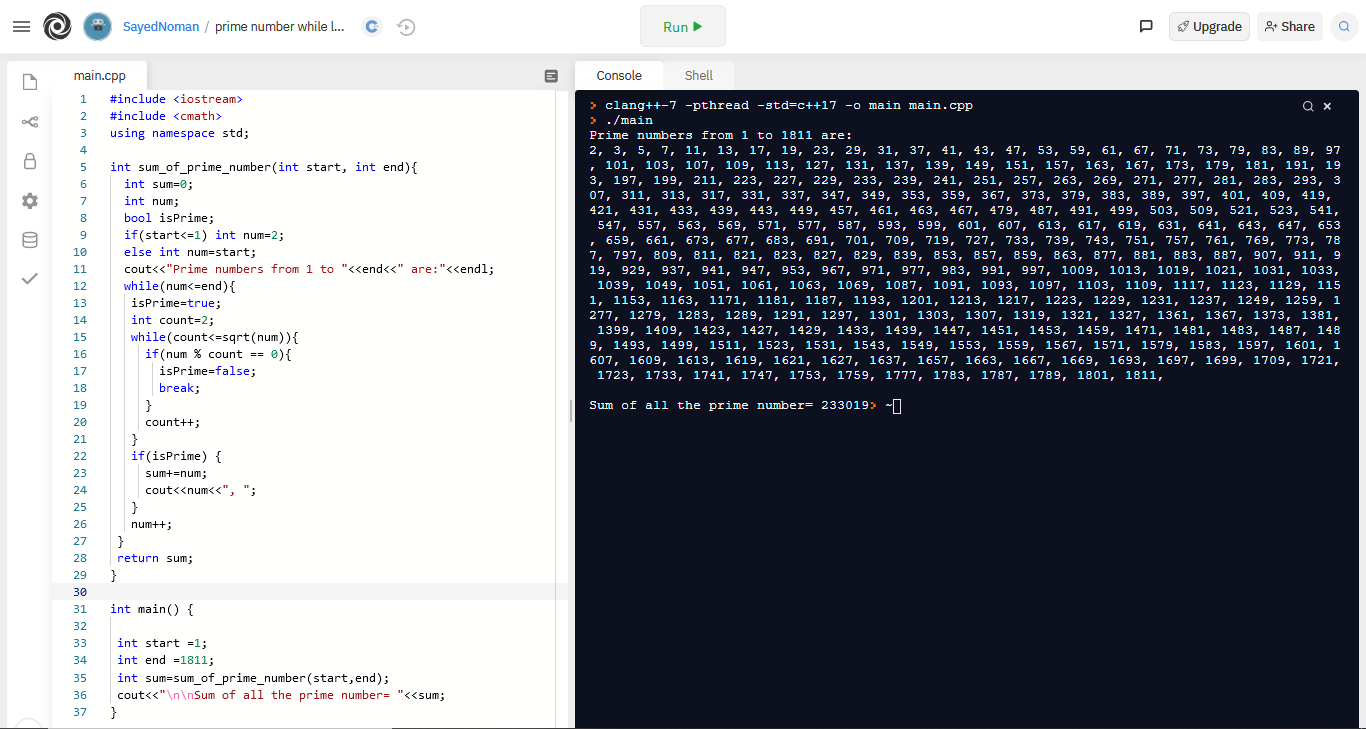 SayedNoman / prime number while l...
Run
Upgrade
Share
main.cpp
1 #include <iostream>
2 #include <cmath>
3 using namespace std;
4
5 int sum_of_prime_number(int start, int end){
6 int sum=0;
7 int num;
8 bool isPrime;
9 if(start<=1) int num=2;
10 else int num=start;
11 cout<<"Prime numbers from 1 to "<<end<<" are:"<<endl;
12 while(num<=end){
13 isPrime=true;
14 int count=2;
15 while(count<=sqrt(num)){
16 if(num % count == 0){
17 isPrime=false;
18 break;
19 }
20 count++;
21 }
22 if(isPrime) {
23 sum+=num;
24 cout<<num<<", ";
25 }
26 num++;
27 }
28 return sum;
29 }
30
31 int main() {
32
33 int start =1;
34 int end =1811;
35 int sum=sum_of_prime_number(start,end);
36 cout<<"\n\nSum of all the prime number= "<<sum;
37 }
Console
Shell
> clang++-7 -pthread -std=c++17 -o main main.cpp
> ./main
Prime numbers from 1 to 1811 are:
2, 3, 5, 7, 11, 13, 17, 19, 23, 29, 31, 37, 41, 43, 47, 53, 59, 61, 67, 71, 73, 79, 83, 89, 97
, 101, 103, 107, 109, 113, 127, 131, 137, 139, 149, 151, 157, 163, 167, 173, 179, 181, 191, 19
3, 197, 199, 211, 223, 227, 229, 233, 239, 241, 251, 257, 263, 269, 271, 277, 281, 283, 293, 3
07, 311, 313, 317, 331, 337, 347, 349, 353, 359, 367, 373, 379, 383, 389, 397, 401, 409, 419,
421, 431, 433, 439, 443, 449, 457, 461, 463, 467, 479, 487, 491, 499, 503, 509, 521, 523, 541,
547, 557, 563, 569, 571, 577, 587, 593, 599, 601, 607, 613, 617, 619, 631, 641, 643, 647, 653
, 659, 661, 673, 677, 683, 691, 701, 709, 719, 727, 733, 739, 743, 751, 757, 761, 769, 773, 78
7, 797, 809, 811, 821, 823, 827, 829, 839, 853, 857, 859, 863, 877, 881, 883, 887, 907, 911, 9
19, 929, 937, 941, 947, 953, 967, 971, 977, 983, 991, 997, 1009, 1013, 1019, 1021, 1031, 1033,
1039, 1049, 1051, 1061, 1063, 1069, 1087, 1091, 1093, 1097, 1103, 1109, 1117, 1123, 1129, 115
1, 1153, 1163, 1171, 1181, 1187, 1193, 1201, 1213, 1217, 1223, 1229, 1231, 1237, 1249, 1259, 1
277, 1279, 1283, 1289, 1291, 1297, 1301, 1303, 1307, 1319, 1321, 1327, 1361, 1367, 1373, 1381,
1399, 1409, 1423, 1427, 1429, 1433, 1439, 1447, 1451, 1453, 1459, 1471, 1481, 1483, 1487, 148
9, 1493, 1499, 1511, 1523, 1531, 1543, 1549, 1553, 1559, 1567, 1571, 1579, 1583, 1597, 1601, 1
607, 1609, 1613, 1619, 1621, 1627, 1637, 1657, 1663, 1667, 1669, 1693, 1697, 1699, 1709, 1721,
1723, 1733, 1741, 1747, 1753, 1759, 1777, 1783, 1787, 1789, 1801, 1811,
Sum of all the prime number= 233019> ~